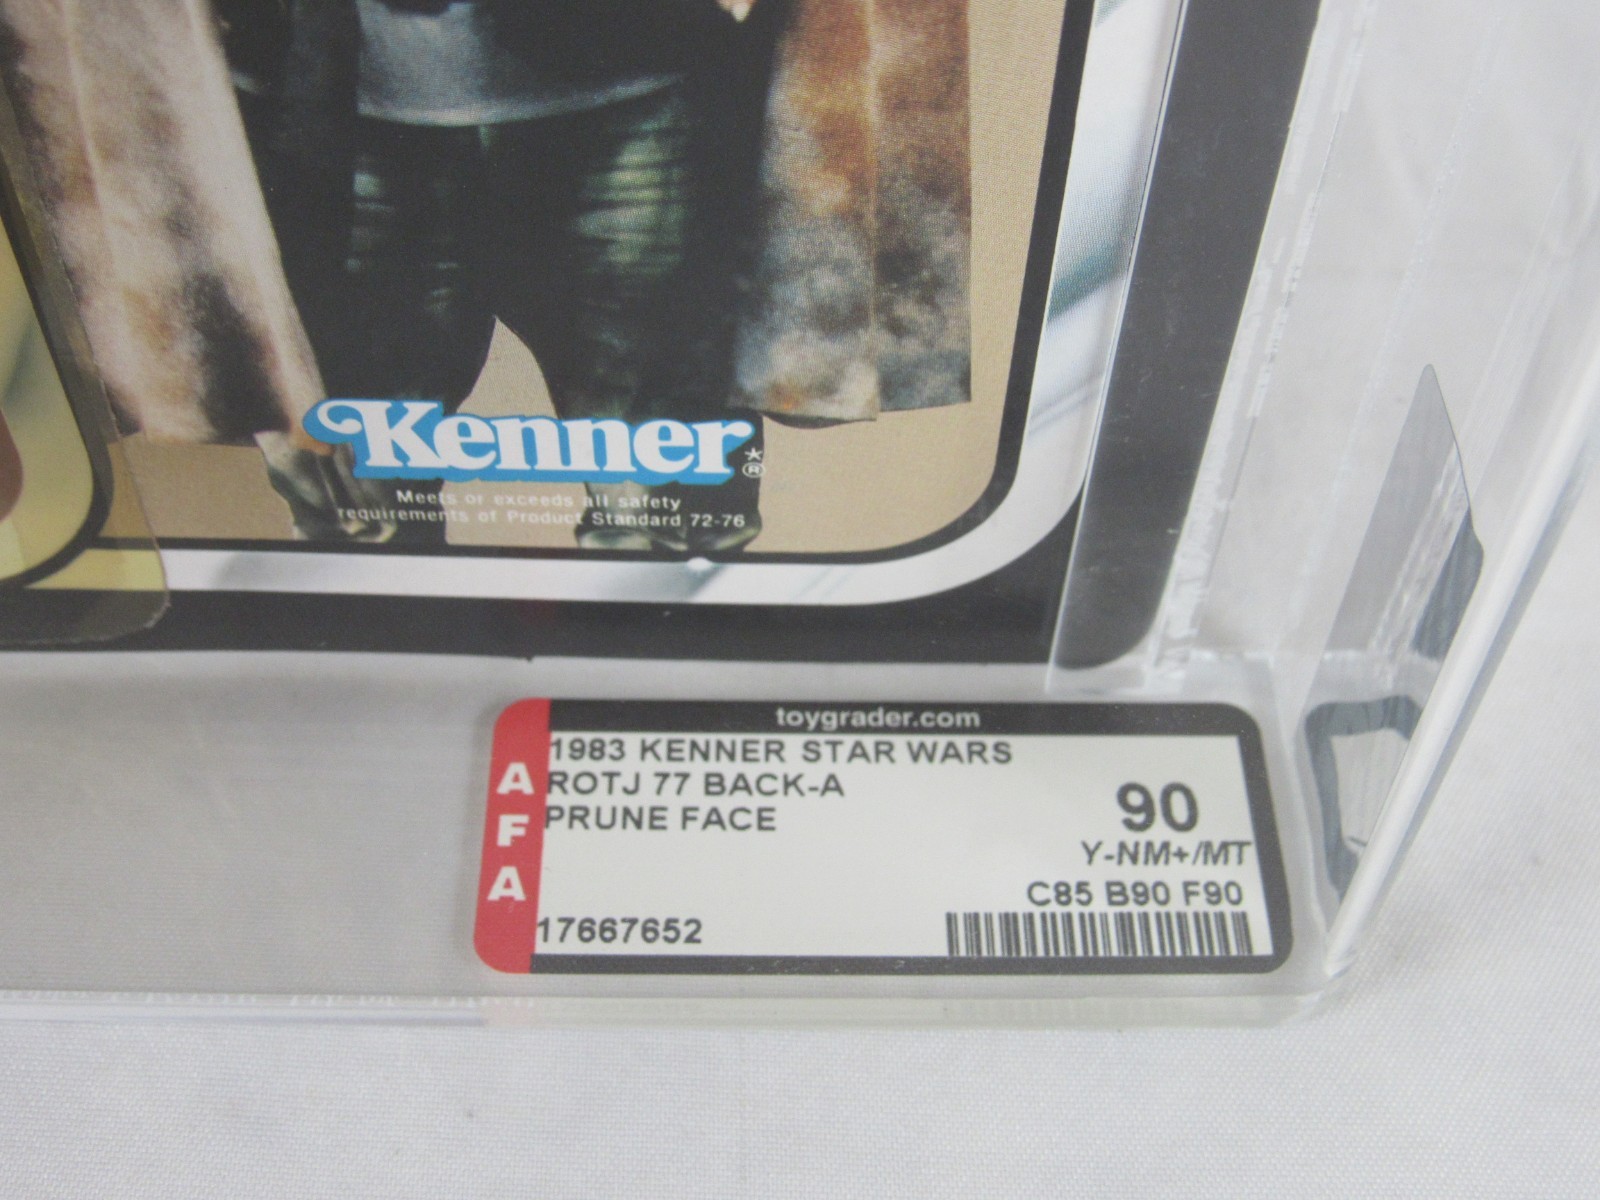 Kenner
®
Meets or exceeds all safety
requirements of Product Standard 72-76
toygrader.com
AFA
1983 KENNER STAR WARS
ROTJ 77 BACK-A
PRUNE FACE
90
Y-NM+/MT
C85 B90 F90
17667652